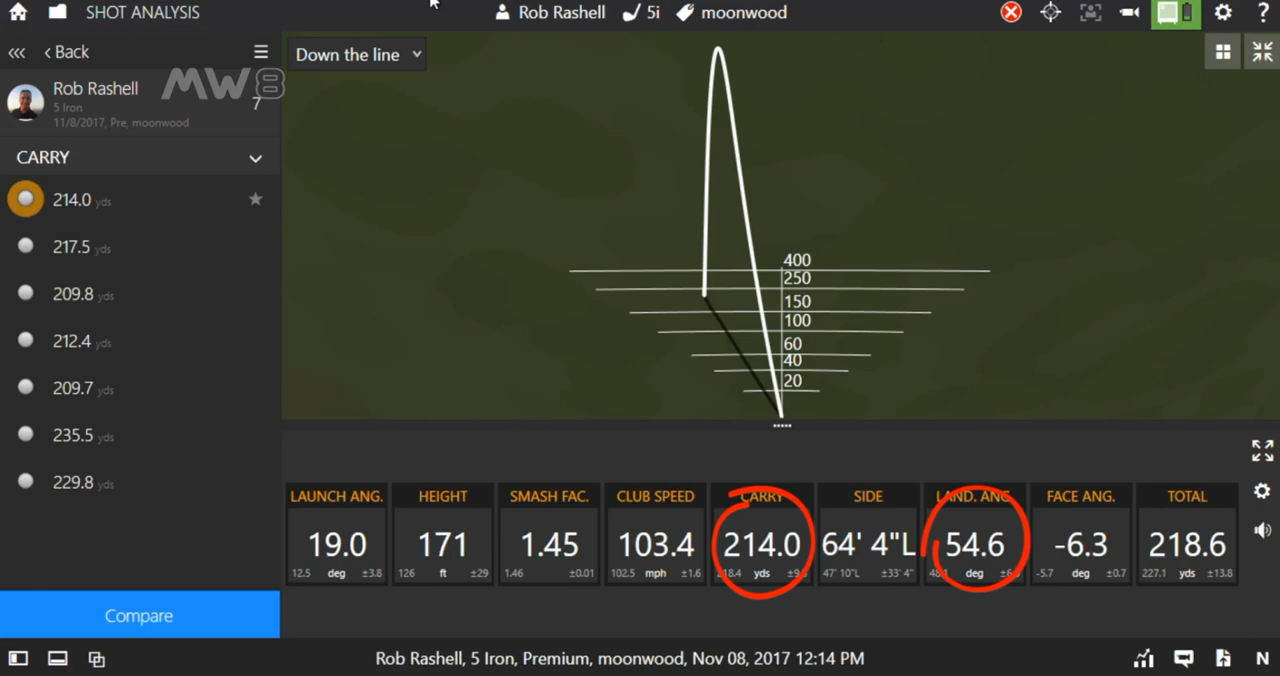 SHOT ANALYSIS
Rob Rashell
5i
moonwood
?
Back
MW8
Rob Rashell
5 Iron
11/8/2017, Pre, moonwood
7
CARRY
214.0 yds
217.5 yds
209.8 yds
212.4 yds
209.7 yds
235.5 yds
229.8 yds
Compare
Down the line
400
250
150
100
60
40
20
LAUNCH ANG. HEIGHT SMASH FAC. CLUB SPEED CARRY SIDE LAND. ANG. FACE ANG. TOTAL
19.0 171 1.45 103.4 214.0 64' 4"L 54.6 -6.3 218.6
12.5 deg ±3.8 126 ft ±29 1.46 ±0.01 102.5 mph ±1.6 218.4 yds 47' 10"L ±33' 4" deg -5.7 deg ±0.7 227.1 yds ±13.8
Rob Rashell, 5 Iron, Premium, moonwood, Nov 08, 2017 12:14 PM
N